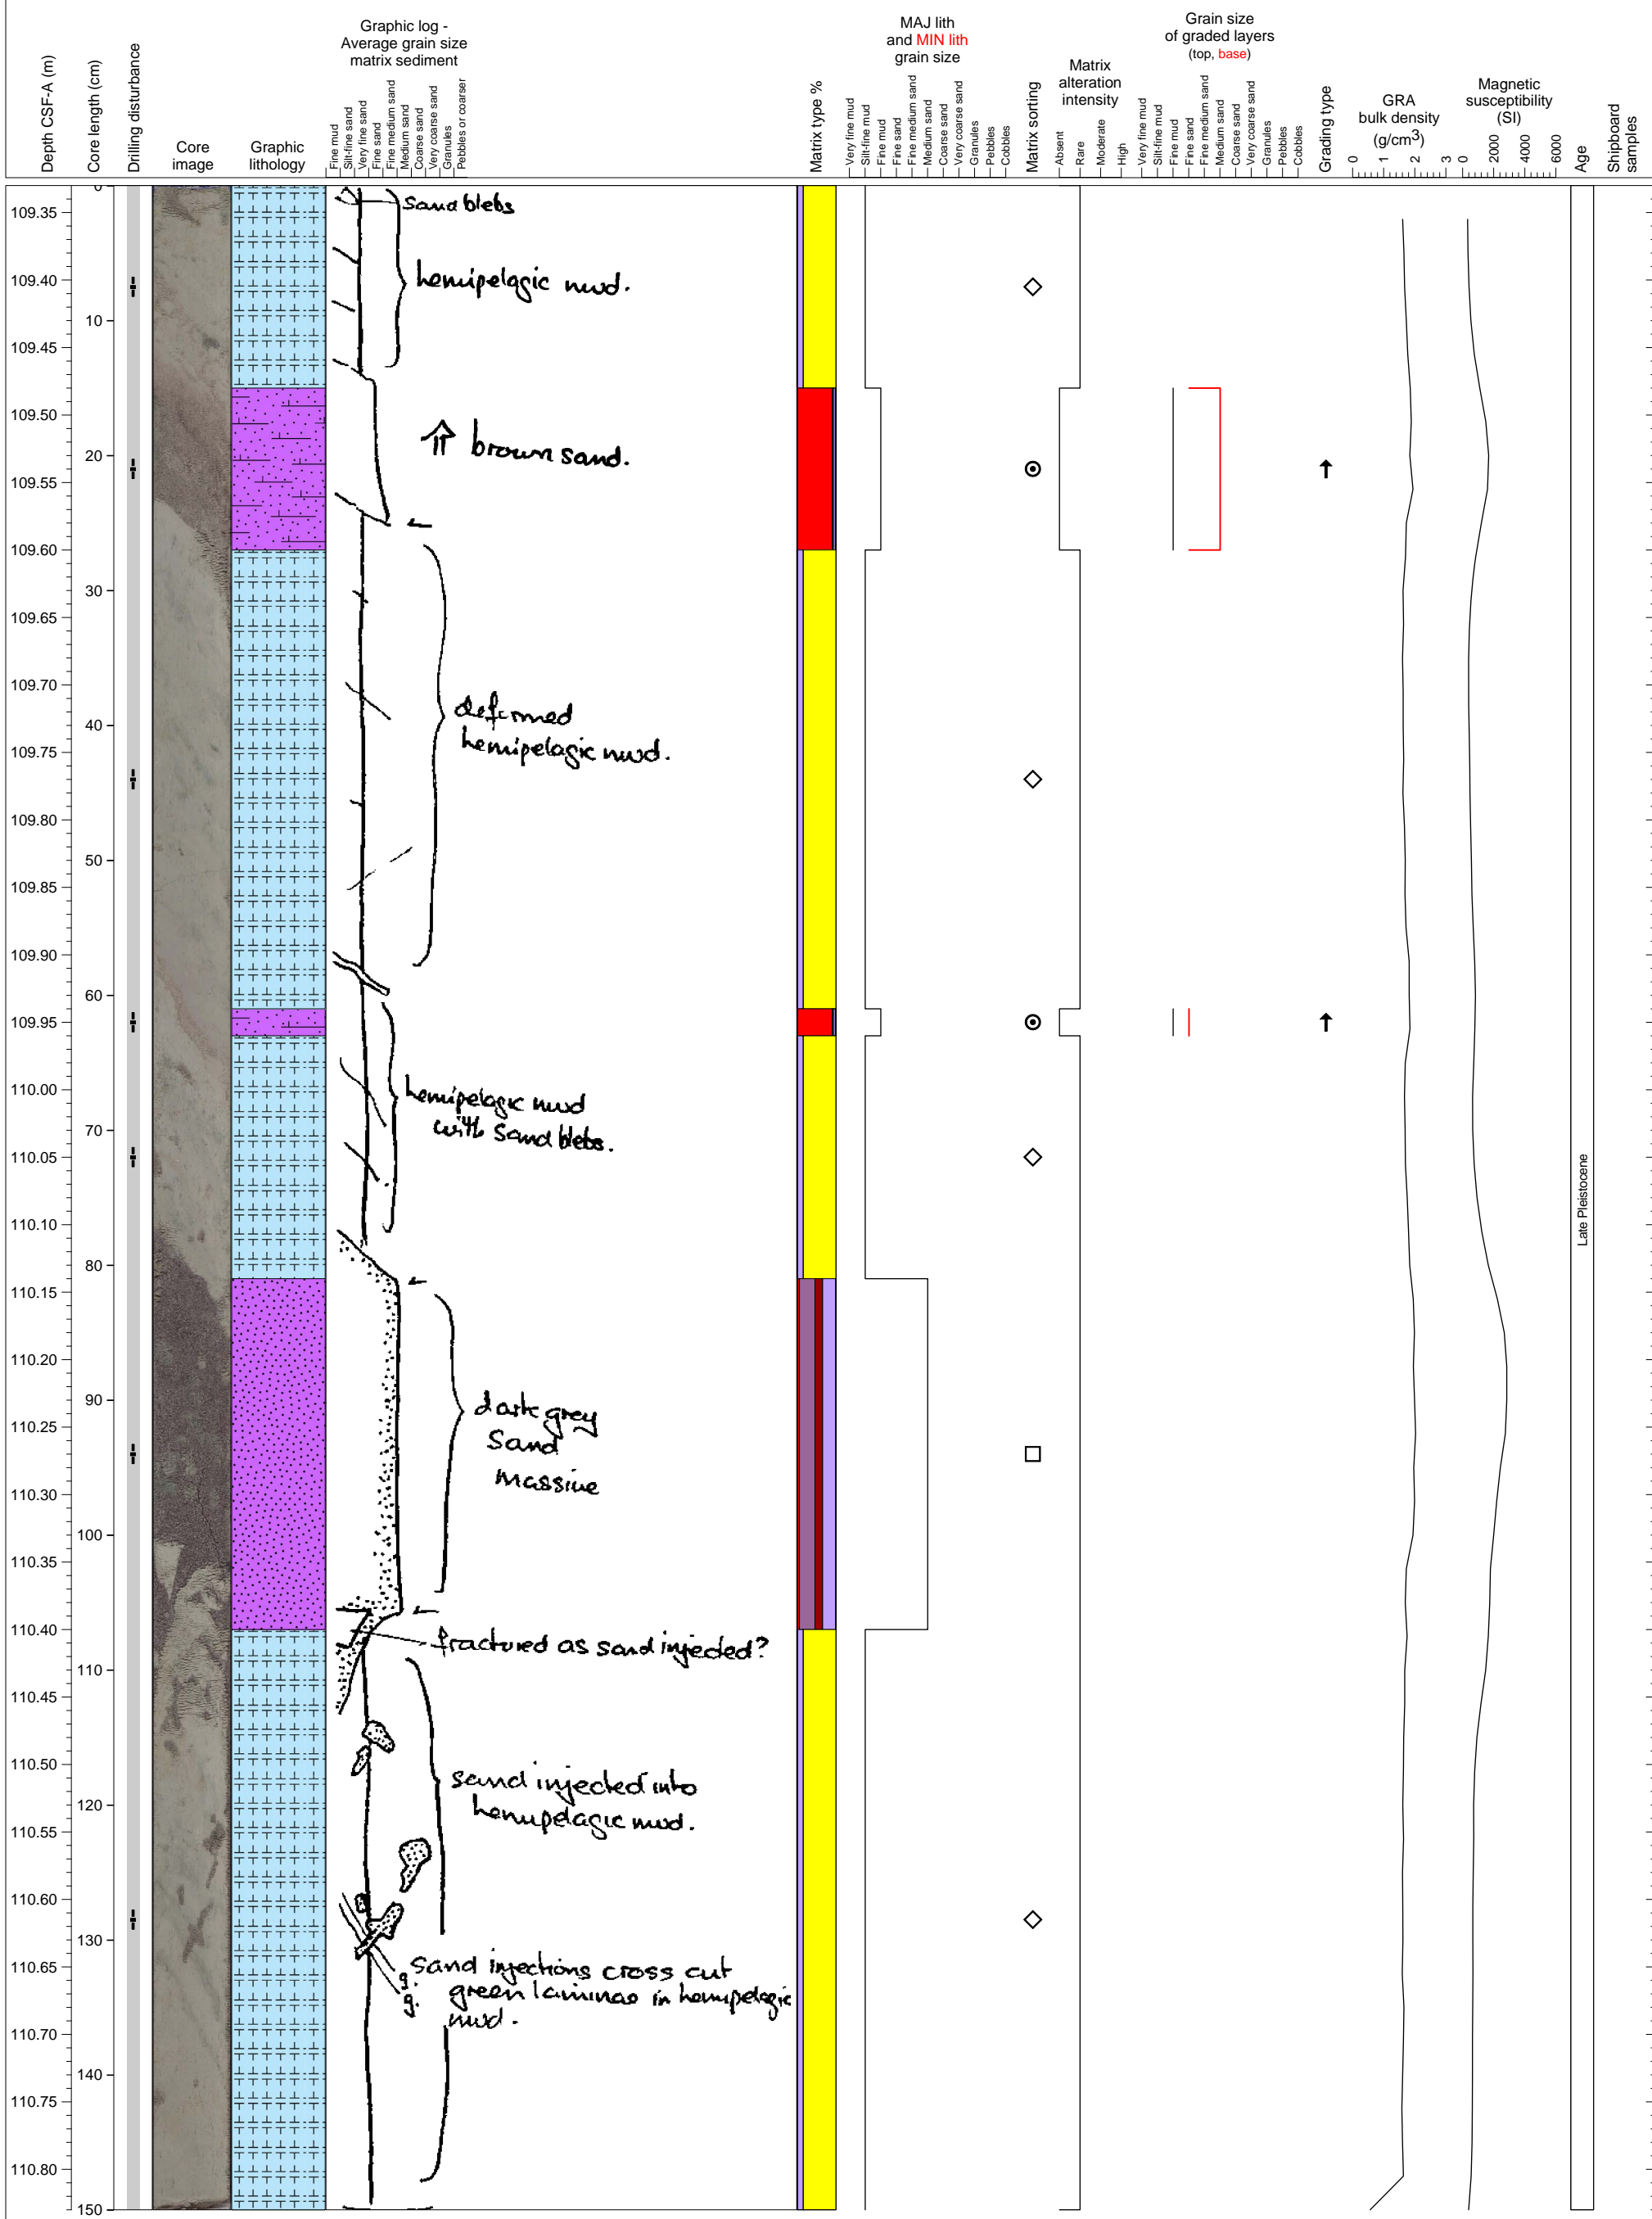 Depth CSF-A (m)
Core length (cm)
Drilling disturbance
Core
image
Graphic
lithology
Graphic log -
Average grain size
matrix sediment
Fine mud
Silt-fine sand
Very fine sand
Fine sand
Fine medium sand
Medium sand
Coarse sand
Very coarse sand
Granules
Pebbles or coarser
Matrix type %
MAJ lith
and MIN lith
grain size
Very fine mud
Silt-fine mud
Fine mud
Fine sand
Fine medium sand
Medium sand
Coarse sand
Very coarse sand
Granules
Pebbles
Cobbles
Matrix sorting
Matrix
alteration
intensity
Absent
Rare
Moderate
High
Grain size
of graded layers
(top, base)
Very fine mud
Silt-fine mud
Fine mud
Fine sand
Fine medium sand
Medium sand
Coarse sand
Very coarse sand
Granules
Pebbles
Cobbles
Grading type
GRA
bulk density
(g/cm3)
0 1 2 3
Magnetic
susceptibility
(SI)
0 2000 4000 6000
Age
Shipboard
samples
0
109.35
109.40
10
109.45
109.50
20
109.55
109.60
30
109.65
109.70
40
109.75
109.80
50
109.85
109.90
60
109.95
110.00
70
110.05
110.10
80
110.15
110.20
90
110.25
110.30
100
110.35
110.40
110
110.45
110.50
120
110.55
110.60
130
110.65
110.70
140
110.75
110.80
150
Sand blebs
hemipelagic mud.
brown sand.
deformed
hemipelagic mud.
hemipelagic mud
with Sand blebs.
dark grey
Sand
massive
fractured as sand injected?
sand injected into
hemipelagic mud.
g.
g.
Sand injections cross cut
green laminae in hemipelagic
mud.
Late Pleistocene